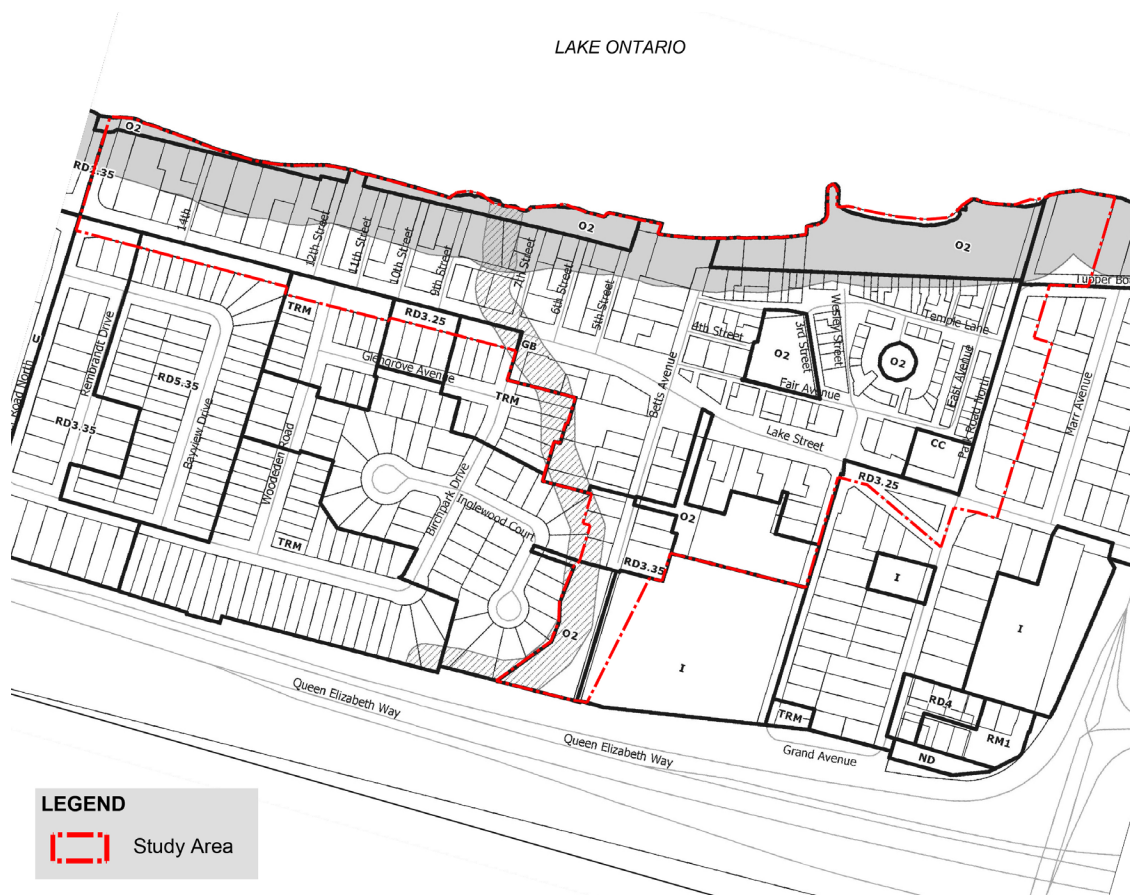 LAKE ONTARIO
O2
RD3.35
14th
12th Street
11th Street
10th Street
9th Street
7th Street
6th Street
5th Street
O2
O2
Tupper Bo
TRM
RD3.25
GB
4th Street
O2
3rd Street
Wesley Street
Temple Lane
O2
East Avenue
Fair Avenue
Betts Avenue
Lake Street
CC
Park Road North
Marr Avenue
U
Road North
Rembrandt Drive
RD5.35
RD3.35
Bayview Drive
Glengrove Avenue
TRM
Woodeden Road
TRM
Birchpark Drive
Inglewood Court
O2
RD3.35
RD3.25
I
I
O2
I
RD4
RM1
TRM
ND
Grand Avenue
Queen Elizabeth Way
Queen Elizabeth Way
LEGEND
Study Area